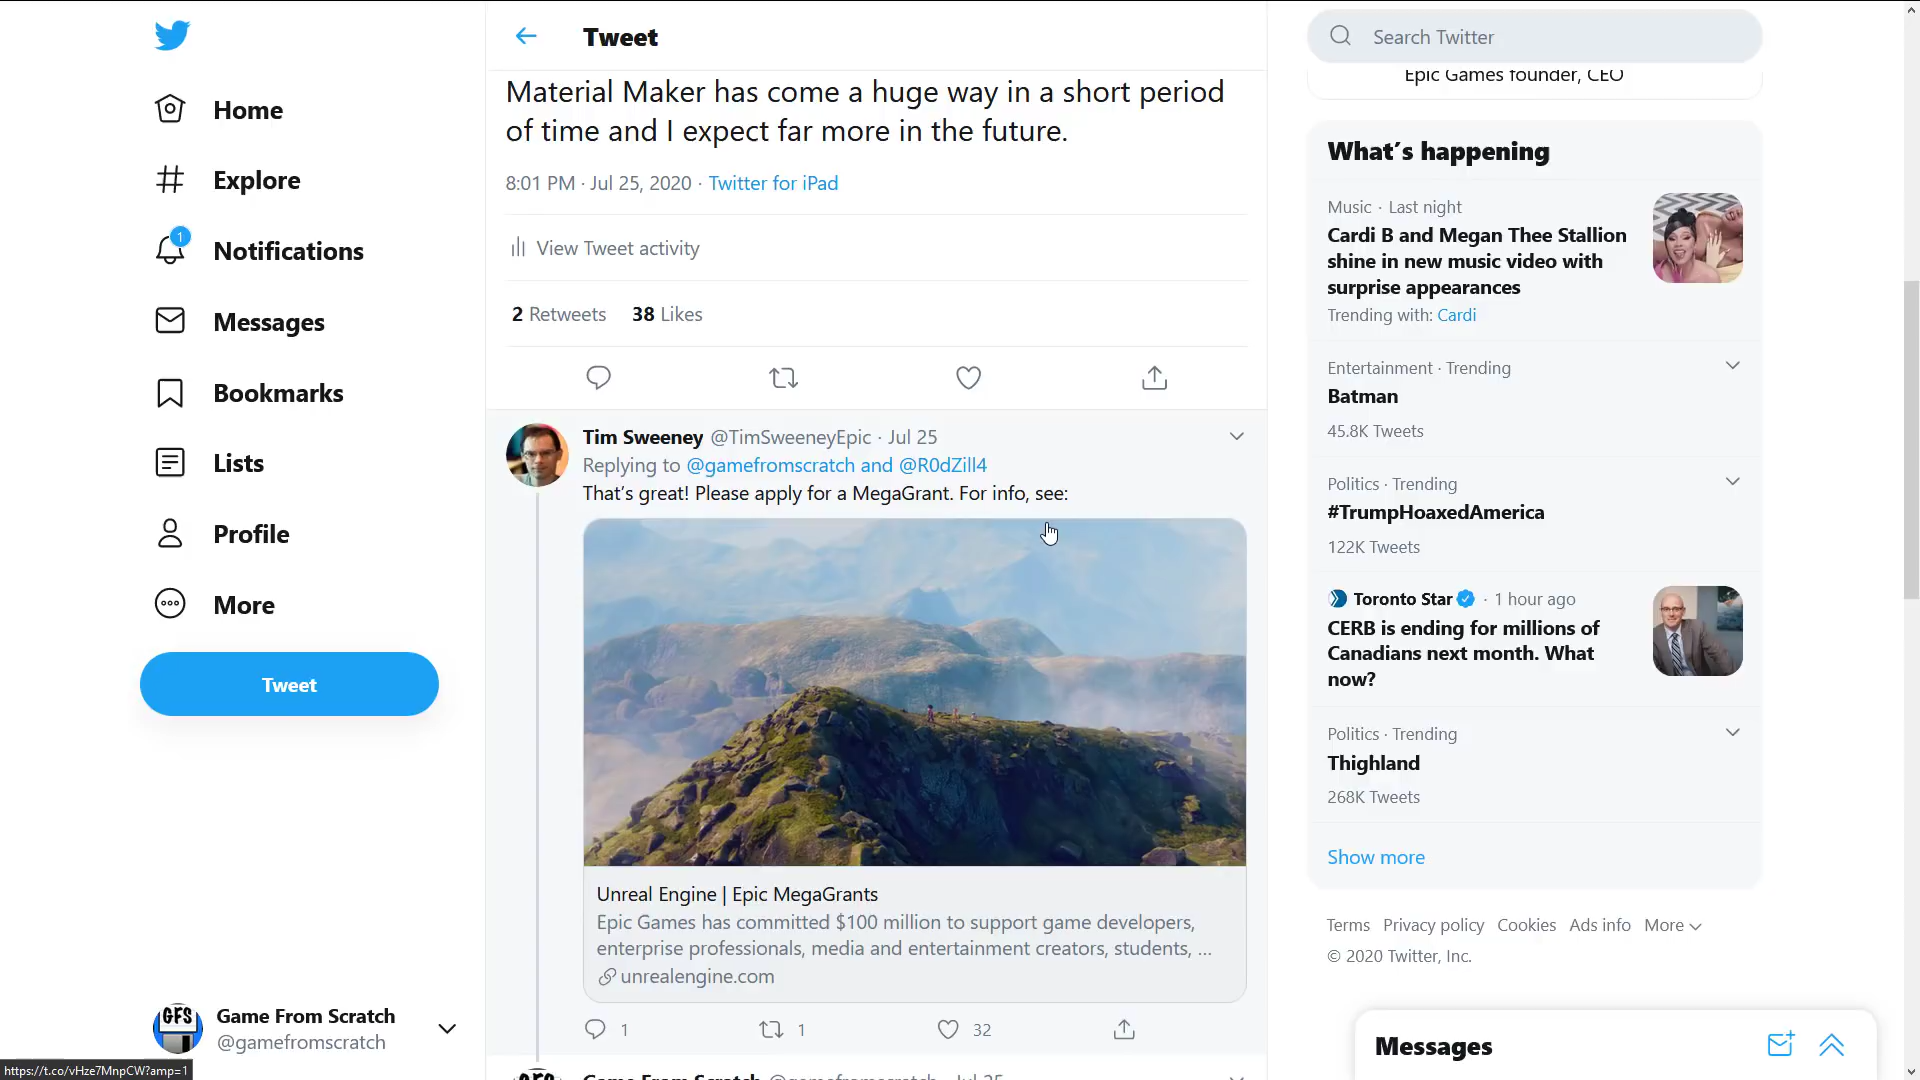 Home
Explore
1
Notifications
Messages
Bookmarks
Lists
Profile
More
Tweet
GFS
Game From Scratch
@gamefromscratch
https://t.co/vHze7MnpCW?amp=1
Tweet
Material Maker has come a huge way in a short period
of time and I expect far more in the future.
8:01 PM · Jul 25, 2020 · Twitter for iPad
View Tweet activity
2 Retweets 38 Likes
Tim Sweeney @TimSweeneyEpic · Jul 25
Replying to @gamefromscratch and @R0dZill4
That's great! Please apply for a MegaGrant. For info, see:
Unreal Engine | Epic MegaGrants
Epic Games has committed $100 million to support game developers,
enterprise professionals, media and entertainment creators, students, ...
unrealengine.com
1 1 32
Game From Scratch @gamefromscratch · Jul 25
Search Twitter
Epic Games founder, CEO
What's happening
Music · Last night
Cardi B and Megan Thee Stallion
shine in new music video with
surprise appearances
Trending with: Cardi
Entertainment · Trending
Batman
45.8K Tweets
Politics · Trending
#TrumpHoaxedAmerica
122K Tweets
Toronto Star · 1 hour ago
CERB is ending for millions of
Canadians next month. What
now?
Politics · Trending
Thighland
268K Tweets
Show more
Terms Privacy policy Cookies Ads info More
© 2020 Twitter, Inc.
Messages